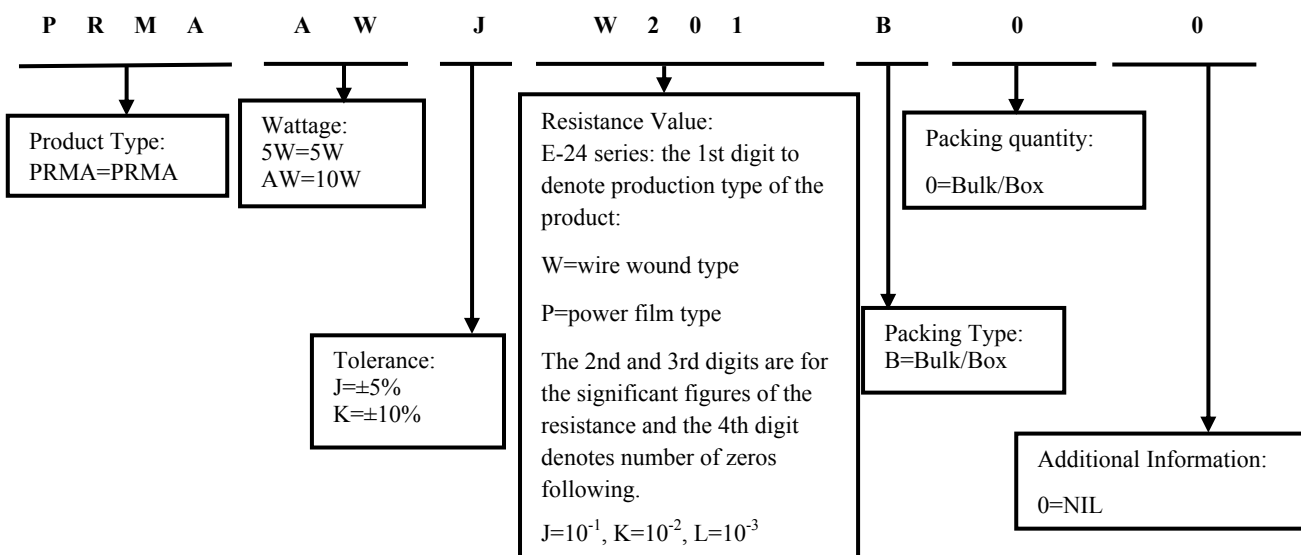 P R M A A W J W 2 0 1 B 0 0
Product Type:
PRMA=PRMA
Wattage:
5W=5W
AW=10W
Tolerance:
J=±5%
K=±10%
Resistance Value:
E-24 series: the 1st digit to
denote production type of the
product:
W=wire wound type
P=power film type
The 2nd and 3rd digits are for
the significant figures of the
resistance and the 4th digit
denotes number of zeros
following.
J=10⁻¹, K=10⁻², L=10⁻³
Packing Type:
B=Bulk/Box
Packing quantity:
0=Bulk/Box
Additional Information:
0=NIL